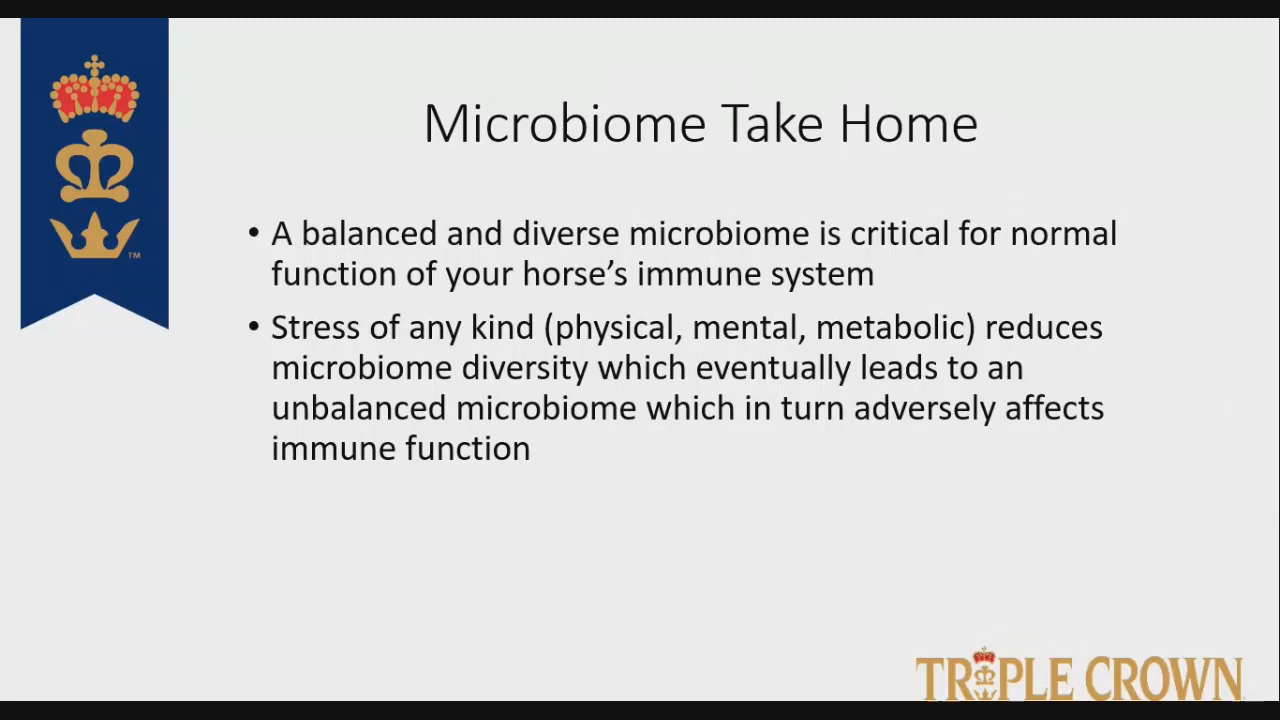 Microbiome Take Home
• A balanced and diverse microbiome is critical for normal
function of your horse’s immune system
• Stress of any kind (physical, mental, metabolic) reduces
microbiome diversity which eventually leads to an
unbalanced microbiome which in turn adversely affects
immune function
TM
TRIPLE CROWN